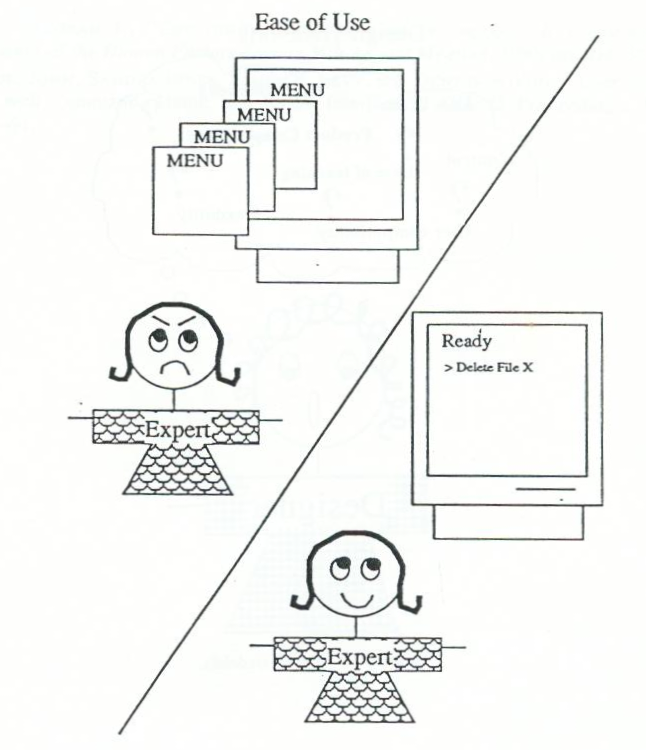 Ease of Use
MENU
MENU
MENU
MENU
Expert
Ready
> Delete File X
Expert